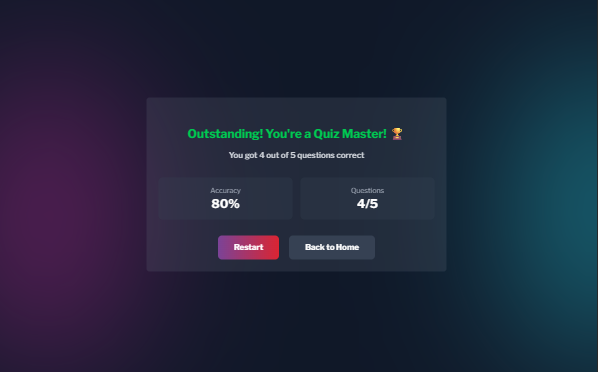 Outstanding! You're a Quiz Master! 🏆
You got 4 out of 5 questions correct
Accuracy
80%
Questions
4/5
Restart
Back to Home